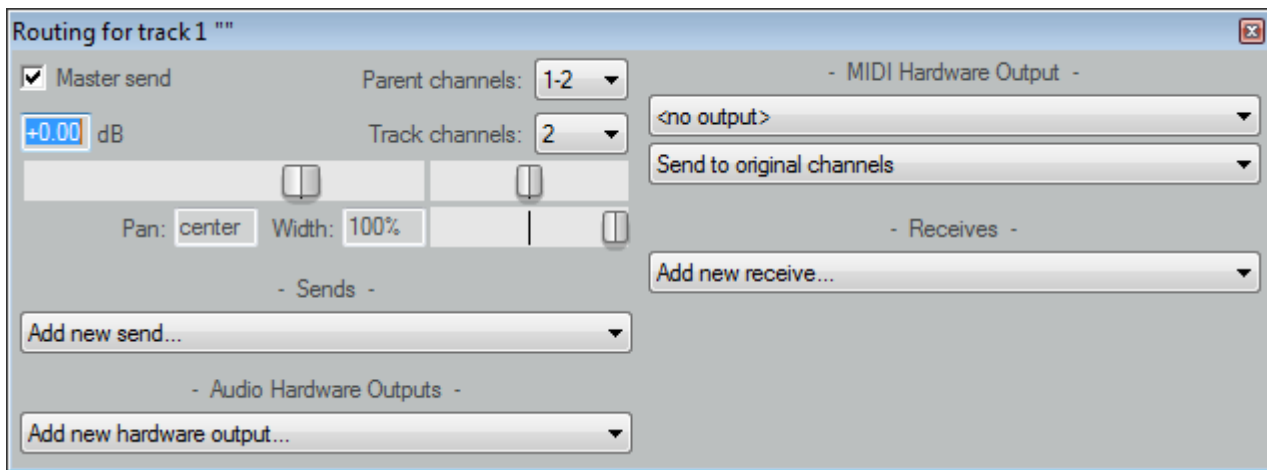 Routing for track 1 ""
Master send
Parent channels: 1-2
+0.00 dB
Track channels: 2
Pan: center Width: 100%
- Sends -
Add new send...
- Audio Hardware Outputs -
Add new hardware output...
- MIDI Hardware Output -
<no output>
Send to original channels
- Receives -
Add new receive...